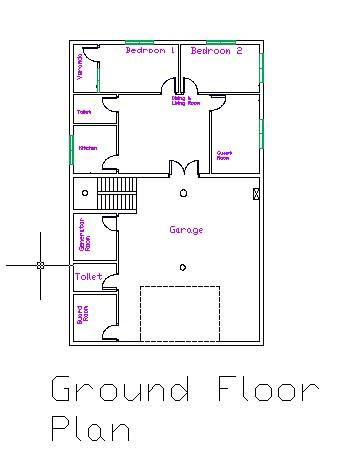 Bedroom 1
Bedroom 2
Veranda
Dining &
Living Room
Toilet
Kitchen
Guest
Room
Garage
Generator
Room
Toilet
Guard
Room
Ground Floor
Plan